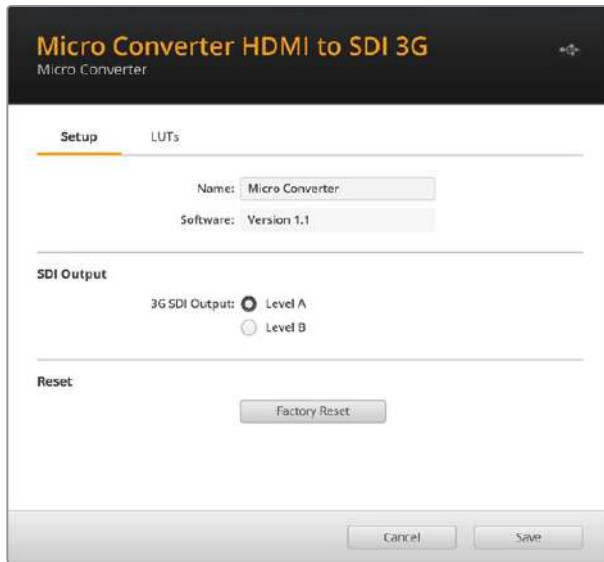 Micro Converter HDMI to SDI 3G
Micro Converter
Setup LUTs
Name: Micro Converter
Software: Version 1.1
SDI Output
3G SDI Output: Level A
Level B
Reset
Factory Reset
Cancel Save